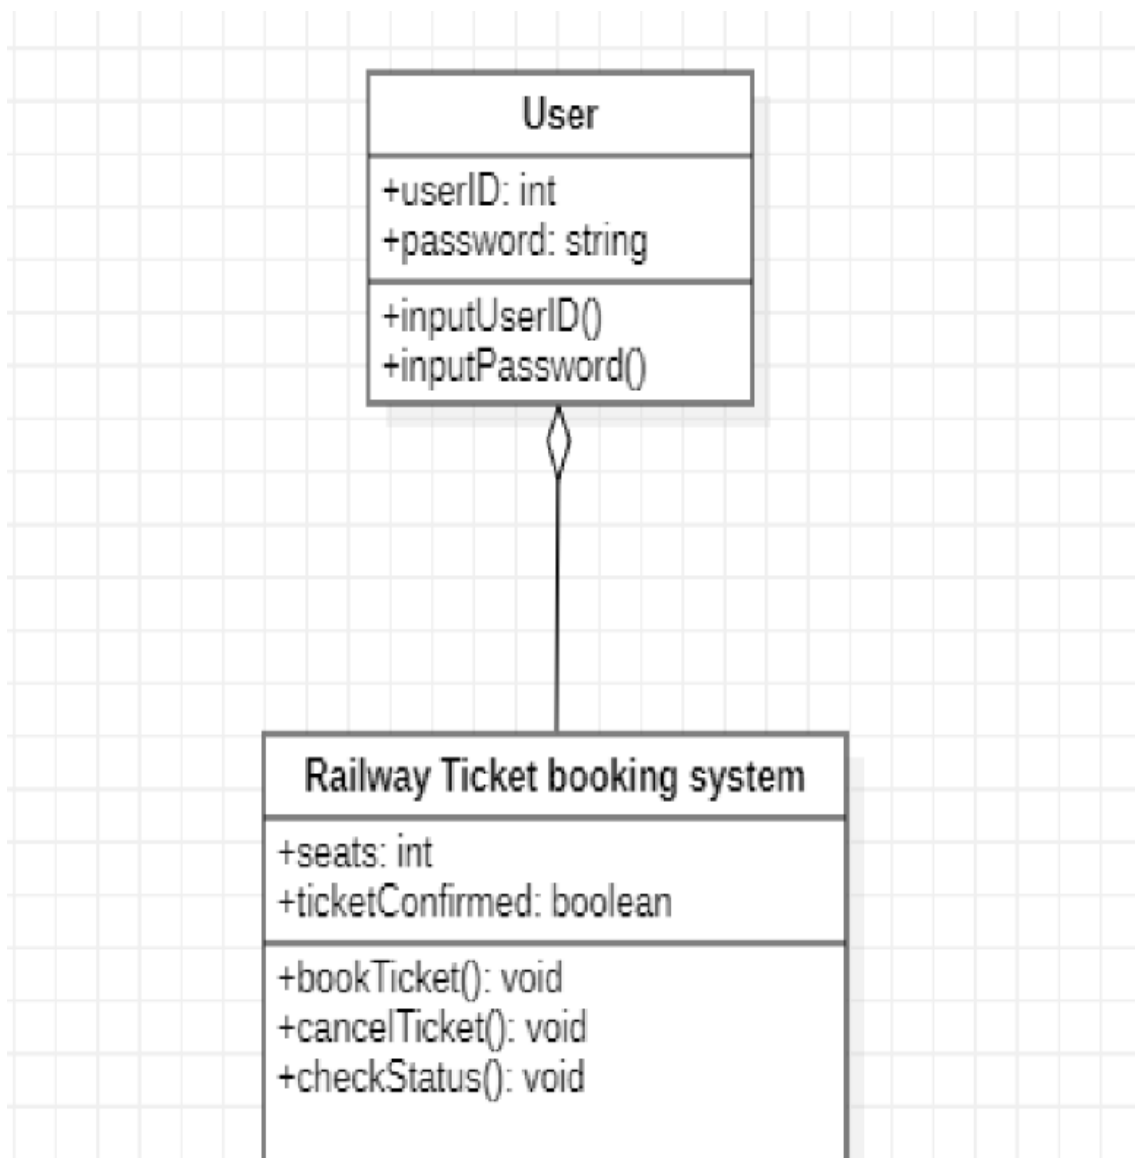 User
+userID: int
+password: string
+inputUserID()
+inputPassword()
Railway Ticket booking system
+seats: int
+ticketConfirmed: boolean
+bookTicket(): void
+cancelTicket(): void
+checkStatus(): void